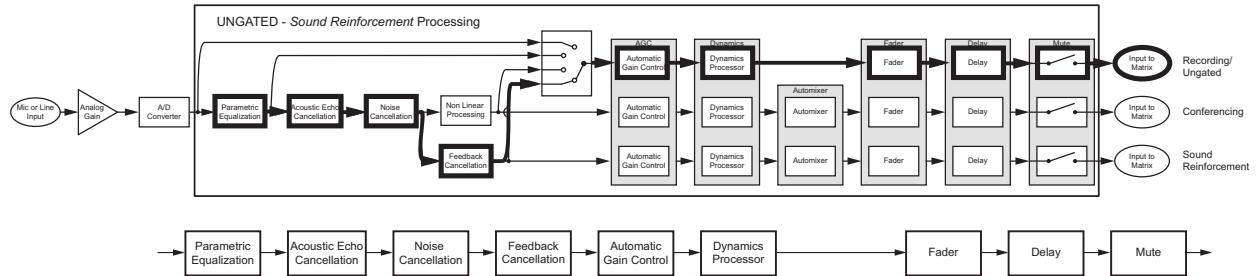 UNGATED - Sound Reinforcement Processing
AGC
Dynamics
Fader
Delay
Mute
Automatic
Gain Control
Dynamics
Processor
Fader
Delay
Input to
Matrix
Recording/
Ungated
Mic or Line
Input
Analog
Gain
A/D
Converter
Parametric
Equalization
Acoustic Echo
Cancellation
Noise
Cancellation
Non Linear
Processing
Automatic
Gain Control
Dynamics
Processor
Automixer
Automixer
Fader
Delay
Input to
Matrix
Conferencing
Feedback
Cancellation
Automatic
Gain Control
Dynamics
Processor
Automixer
Fader
Delay
Input to
Matrix
Sound
Reinforcement
Parametric
Equalization
Acoustic Echo
Cancellation
Noise
Cancellation
Feedback
Cancellation
Automatic
Gain Control
Dynamics
Processor
Fader
Delay
Mute